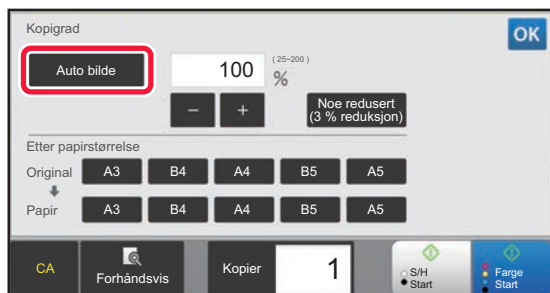 Kopigrad
OK
Auto bilde
100
(25~200)
%
−
+
Noe redusert
(3 % reduksjon)
Etter papirstørrelse
Original
A3
B4
A4
B5
A5
Papir
A3
B4
A4
B5
A5
CA
Forhåndsvis
Kopier
1
S/H
Start
Farge
Start